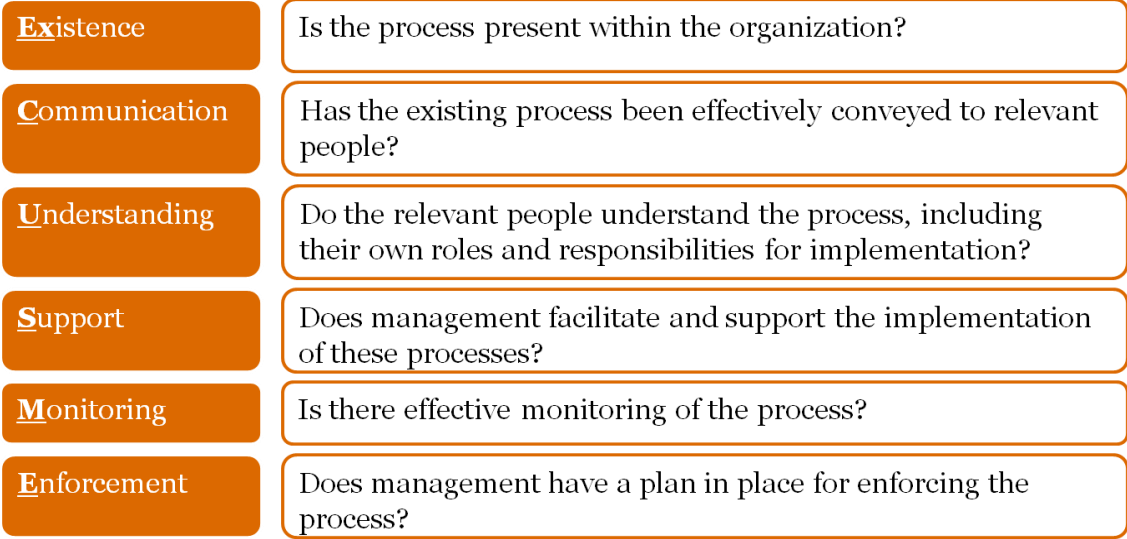 Existence
Is the process present within the organization?
Communication
Has the existing process been effectively conveyed to relevant
people?
Understanding
Do the relevant people understand the process, including
their own roles and responsibilities for implementation?
Support
Does management facilitate and support the implementation
of these processes?
Monitoring
Is there effective monitoring of the process?
Enforcement
Does management have a plan in place for enforcing the
process?